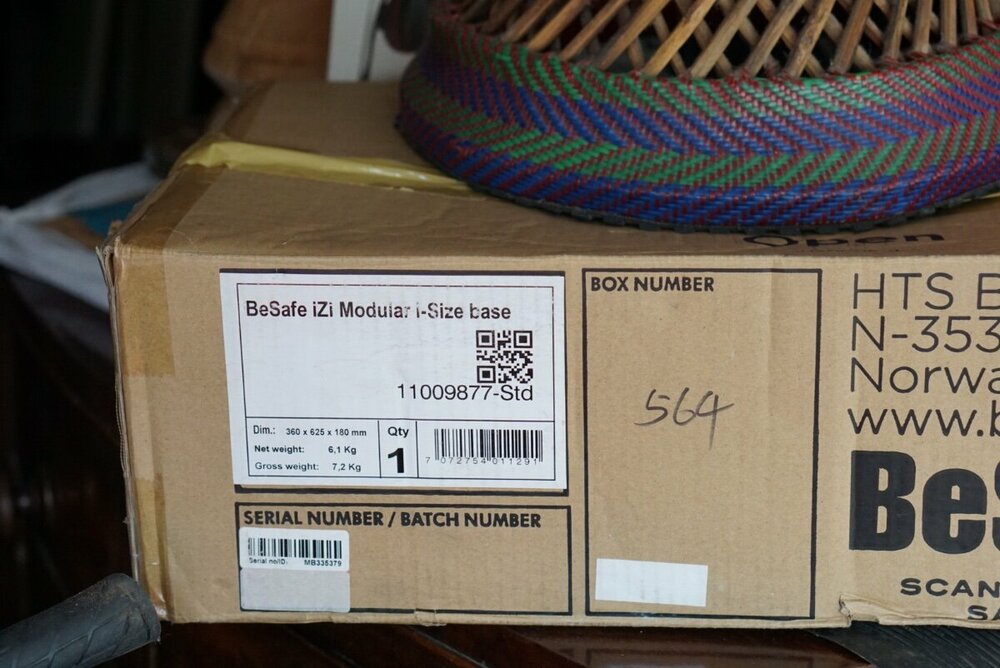 Open
BeSafe iZi Modular i-Size base
11009877-Std
Dim.: 360 x 625 x 180 mm
Net weight: 6,1 Kg
Gross weight: 7,2 Kg
Qty
1
7 072754 011291
SERIAL NUMBER / BATCH NUMBER
Serial no/ID: MB335379
BOX NUMBER
564
HTS B
N-353
Norwa
www.b
BeS
SCAN
SA